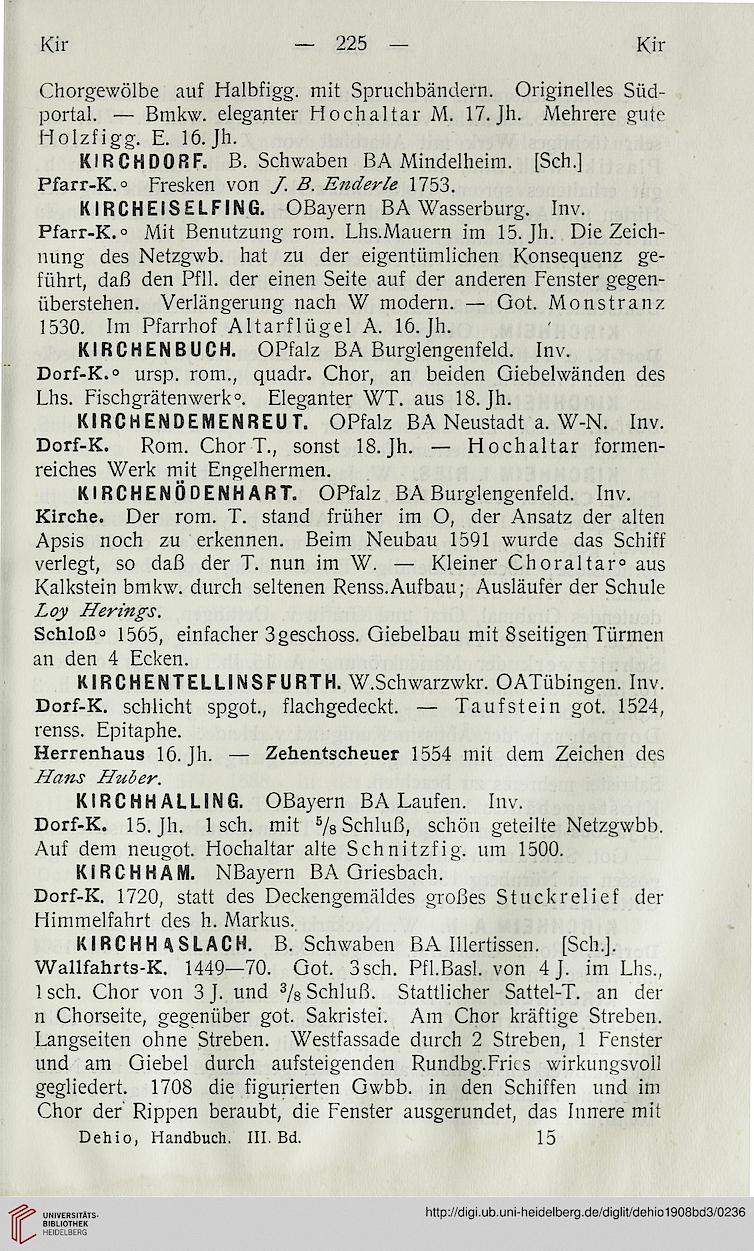 Kir — 225 — Kir
Chorgewölbe auf Halbfigg. mit Spruchbändern. Originelles Süd-
portal. — Bmkw. eleganter Hochaltar M. 17. Jh. Mehrere gute
Holzfigg. E. 16. Jh.
KIRCHDORF. B. Schwaben BA Mindelheim. [Sch.]
Pfarr-K.° Fresken von J. B. Enderle 1753.
KIRCHEISELFING. OBayern BA Wasserburg. Inv.
Pfarr-K.° Mit Benutzung rom. Lhs.Mauern im 15. Jh. Die Zeich-
nung des Netzgwb. hat zu der eigentümlichen Konsequenz ge-
führt, daß den Pfll. der einen Seite auf der anderen Fenster gegen-
überstehen. Verlängerung nach W modern. — Got. Monstranz
1530. Im Pfarrhof Altarflügel A. 16. Jh.
KIRCHENBUCH. OPfalz BA Burglengenfeld. Inv.
Dorf-K.° ursp. rom., quadr. Chor, an beiden Giebelwänden des
Lhs. Fischgrätenwerk°. Eleganter WT. aus 18. Jh.
KIRCHENDEMENREUT. OPfalz BA Neustadt a. W-N. Inv.
Dorf-K. Rom. Chor T., sonst 18. Jh. — Hochaltar formen-
reiches Werk mit Engelhermen.
KIRCHENÖDENHART. OPfalz BA Burglengenfeld. Inv.
Kirche. Der rom. T. stand früher im O, der Ansatz der alten
Apsis noch zu erkennen. Beim Neubau 1591 wurde das Schiff
verlegt, so daß der T. nun im W. — Kleiner Choraltar° aus
Kalkstein bmkw. durch seltenen Renss.Aufbau; Ausläufer der Schule
Loy Herings.
Schloß° 1565, einfacher 3geschoss. Giebelbau mit 8seitigen Türmen
an den 4 Ecken.
KIRCHENTELLINSFURTH. W.Schwarzwkr. OATübingen. Inv.
Dorf-K. schlicht spgot., flachgedeckt. — Taufstein got. 1524,
renss. Epitaphe.
Herrenhaus 16. Jh. — Zehentscheuer 1554 mit dem Zeichen des
Hans Huber.
KIRCHHALLING. OBayern BA Laufen. Inv.
Dorf-K. 15. Jh. 1 sch. mit 5/8 Schluß, schön geteilte Netzgwbb.
Auf dem neugot. Hochaltar alte Schnitzfig. um 1500.
KIRCHHAM. NBayern BA Griesbach.
Dorf-K. 1720, statt des Deckengemäldes großes Stuckrelief der
Himmelfahrt des h. Markus.
KIRCHHASLACH. B. Schwaben BA Illertissen. [Sch.].
Wallfahrts-K. 1449—70. Got. 3sch. Pfl.Basl. von 4 J. im Lhs.,
1sch. Chor von 3 J. und 3/8 Schluß. Stattlicher Sattel-T. an der
n Chorseite, gegenüber got. Sakristei. Am Chor kräftige Streben.
Langseiten ohne Streben. Westfassade durch 2 Streben, 1 Fenster
und am Giebel durch aufsteigenden Rundbg.Fries wirkungsvoll
gegliedert. 1708 die figurierten Gwbb. in den Schiffen und im
Chor der Rippen beraubt, die Fenster ausgerundet, das Innere mit
Dehio, Handbuch. III. Bd. 15
UNIVERSITÄTS-
BIBLIOTHEK
HEIDELBERG
http://digi.ub.uni-heidelberg.de/diglit/dehio1908bd3/0236